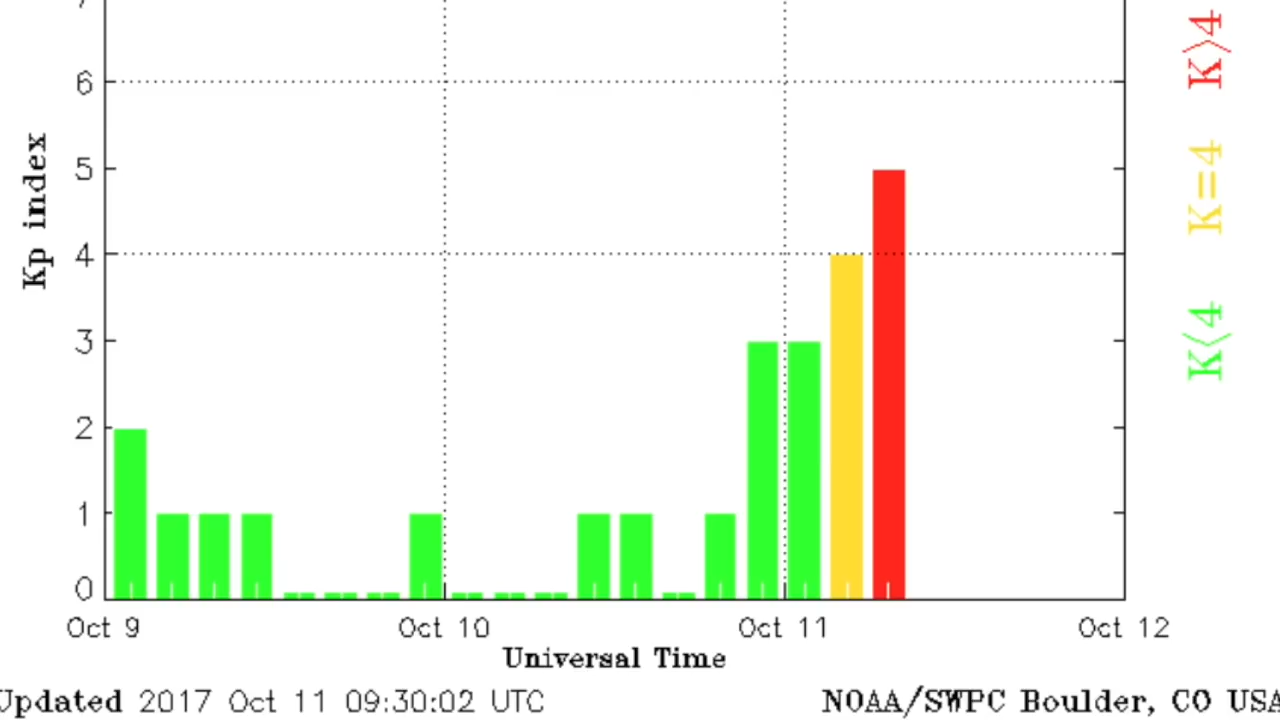 7
6
5
4
3
2
1
0
Kp index
Oct 9 Oct 10 Oct 11 Oct 12
Universal Time
K<4 K=4 K>4
Updated 2017 Oct 11 09:30:02 UTC
NOAA/SWPC Boulder, CO USA